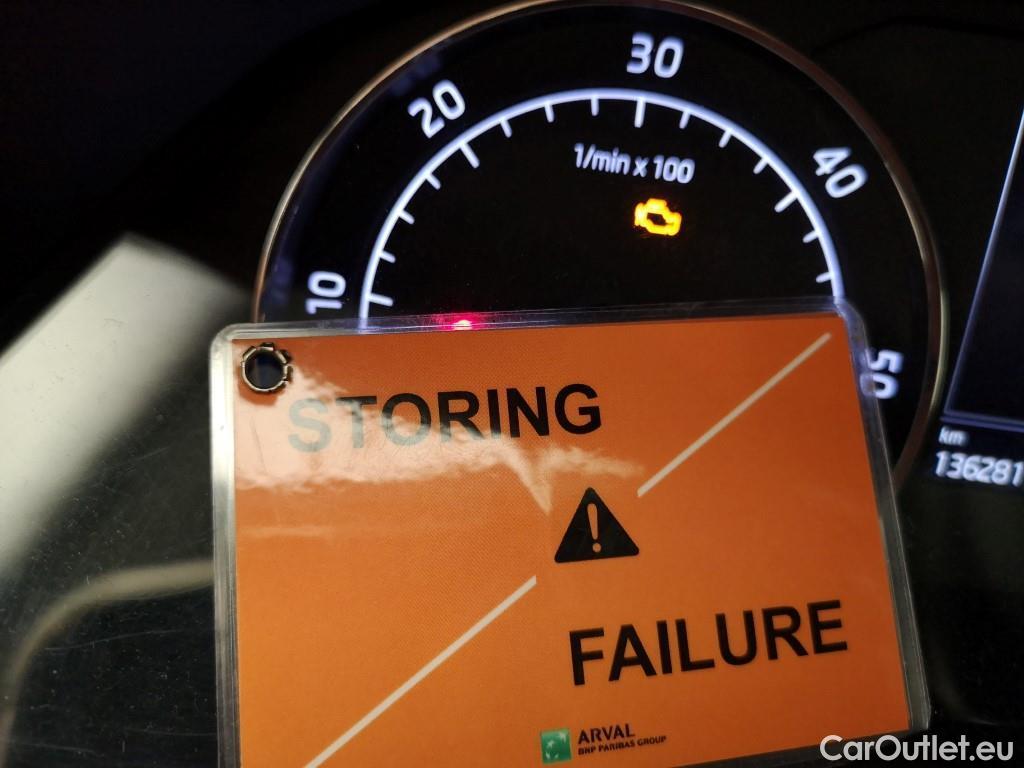 30
20
40
1/min x 100
10
50
km
136281
STORING
FAILURE
ARVAL
BNP PARIBAS GROUP
CarOutlet.eu